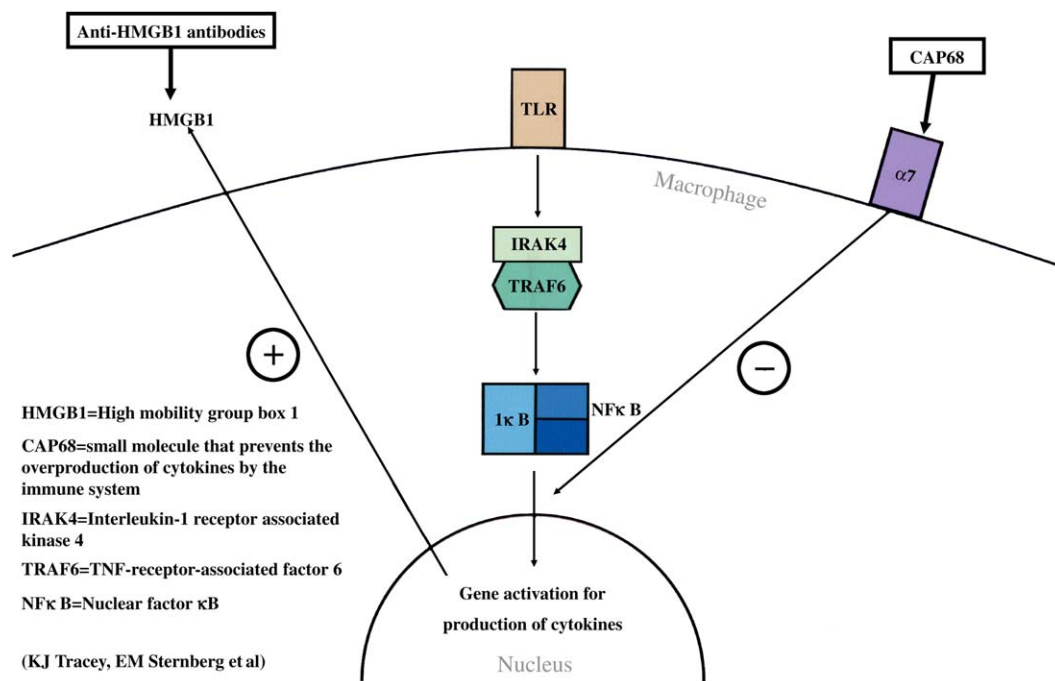 Anti-HMGB1 antibodies
HMGB1
TLR
CAP68
α7
Macrophage
IRAK4
TRAF6
+
−
1κ B
NFκ B
HMGB1=High mobility group box 1
CAP68=small molecule that prevents the
overproduction of cytokines by the
immune system
IRAK4=Interleukin-1 receptor associated
kinase 4
TRAF6=TNF-receptor-associated factor 6
NFκ B=Nuclear factor κB
(KJ Tracey, EM Sternberg et al)
Gene activation for
production of cytokines
Nucleus